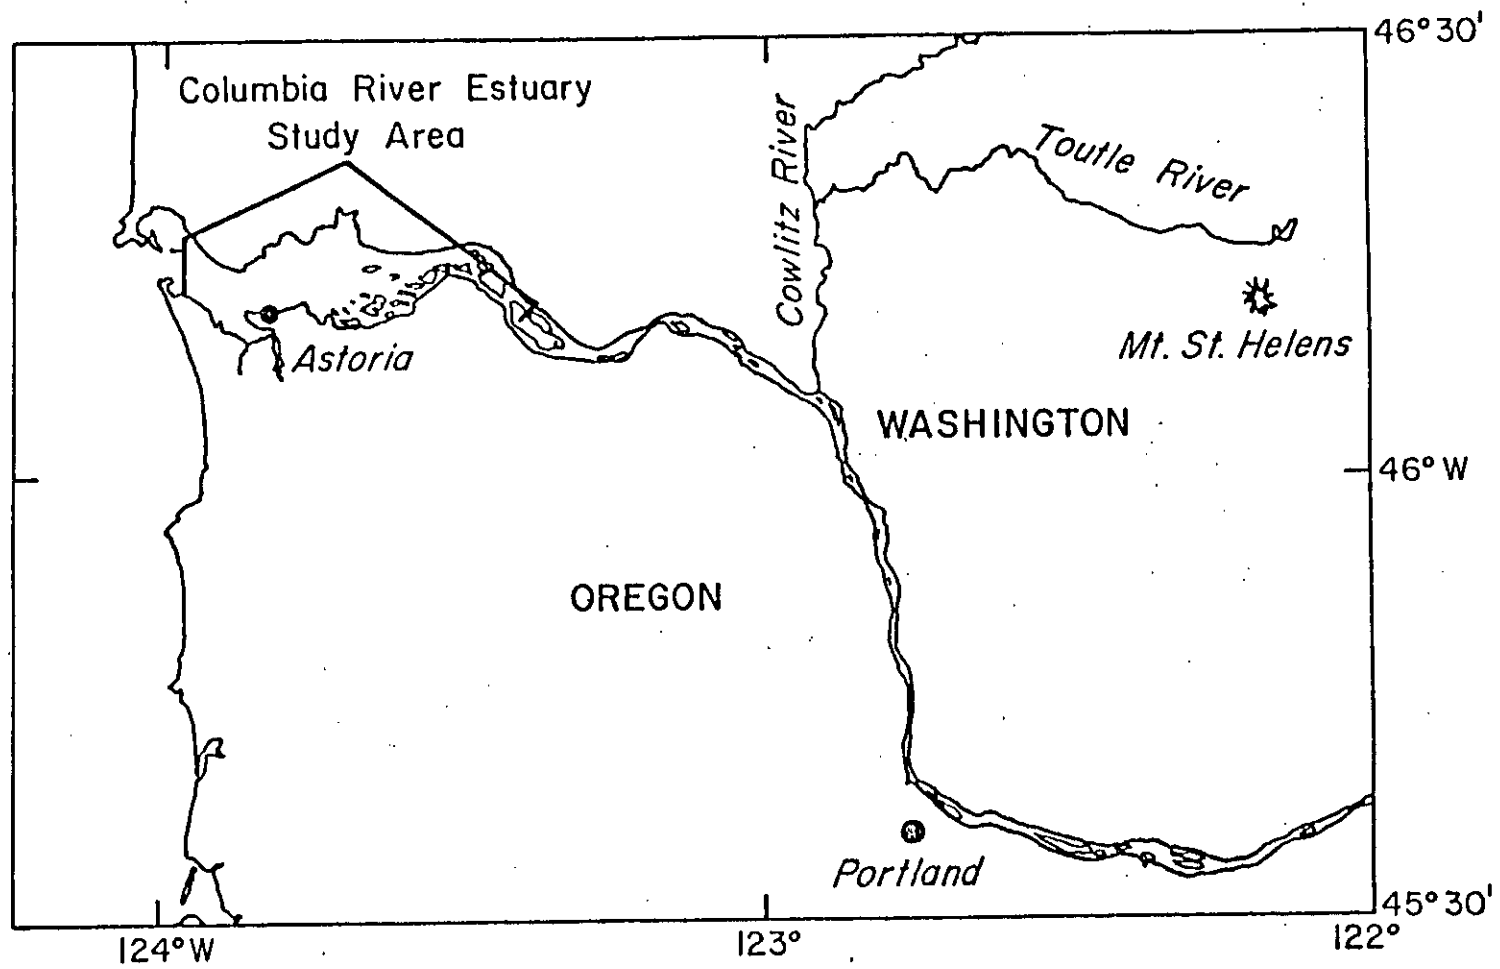 46°30'
Columbia River Estuary
Study Area
Cowlitz River
Toutle River
Mt. St. Helens
Astoria
WASHINGTON
46°W
OREGON
Portland
45°30'
124°W
123°
122°